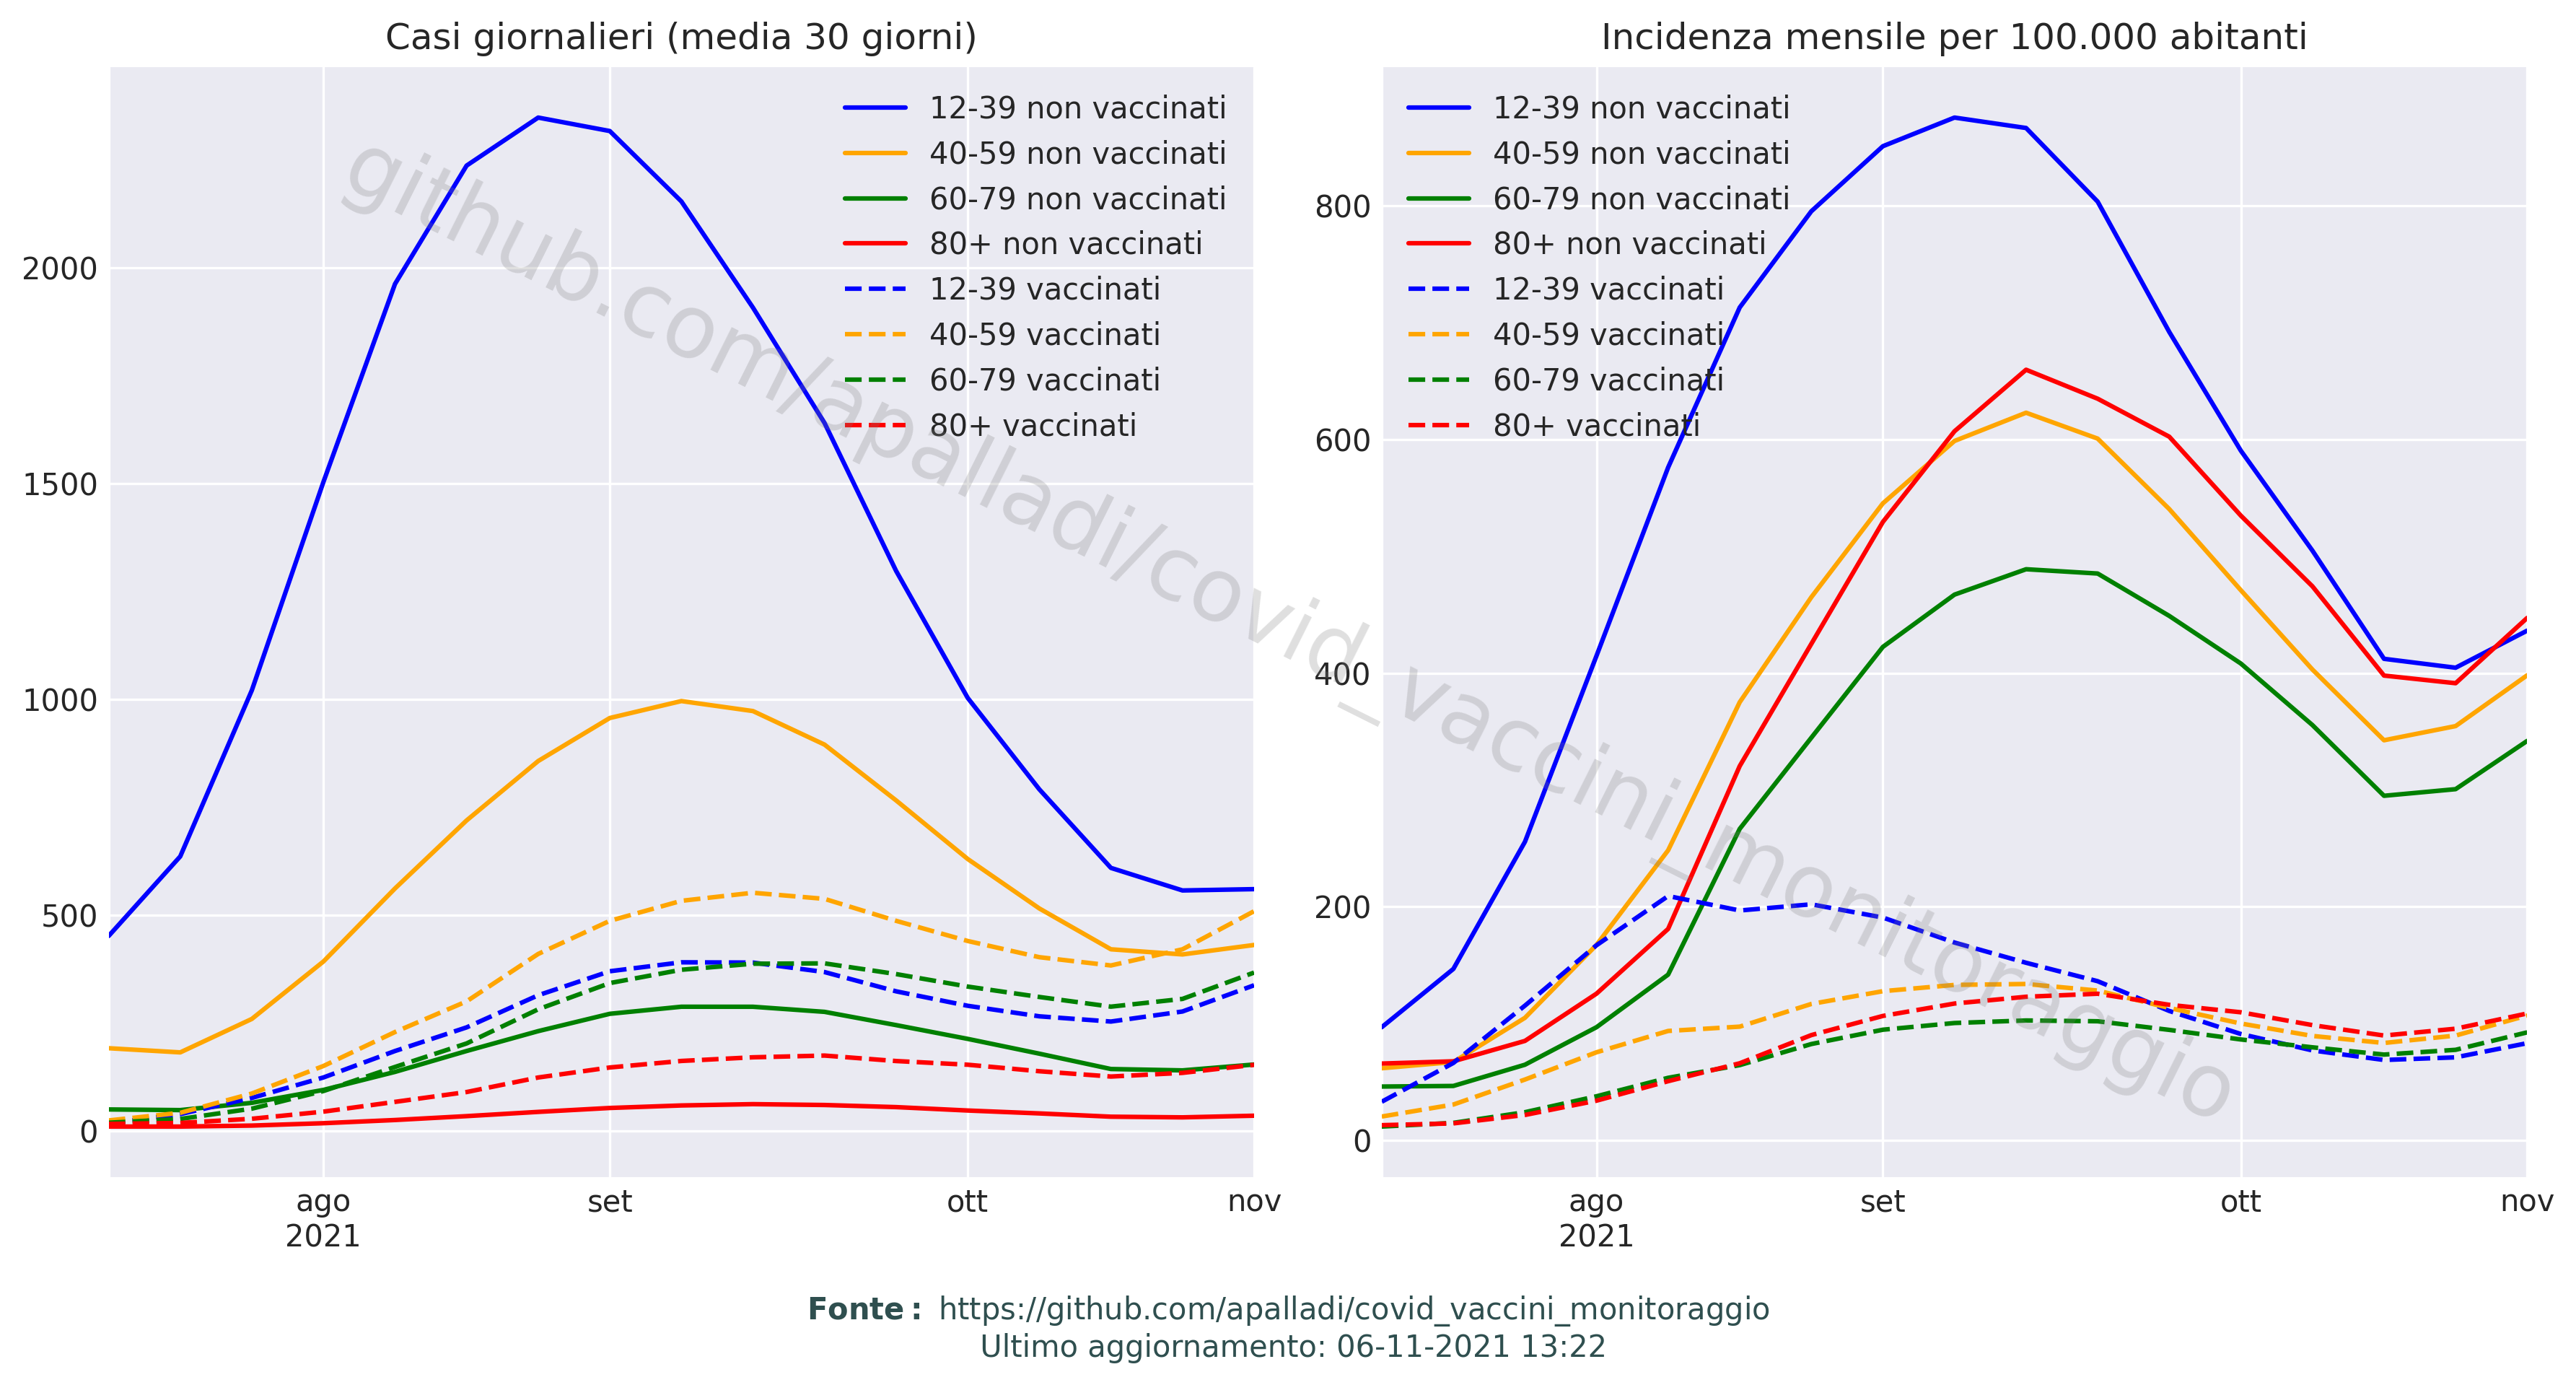 Casi giornalieri (media 30 giorni)
2000
1500
1000
500
0
12-39 non vaccinati
40-59 non vaccinati
60-79 non vaccinati
80+ non vaccinati
12-39 vaccinati
40-59 vaccinati
60-79 vaccinati
80+ vaccinati
ago
2021
set
ott
nov
Incidenza mensile per 100.000 abitanti
800
600
400
200
0
12-39 non vaccinati
40-59 non vaccinati
60-79 non vaccinati
80+ non vaccinati
12-39 vaccinati
40-59 vaccinati
60-79 vaccinati
80+ vaccinati
ago
2021
set
ott
nov
github.com/apalladi/covid_vaccini_monitoraggio
Fonte: https://github.com/apalladi/covid_vaccini_monitoraggio
Ultimo aggiornamento: 06-11-2021 13:22